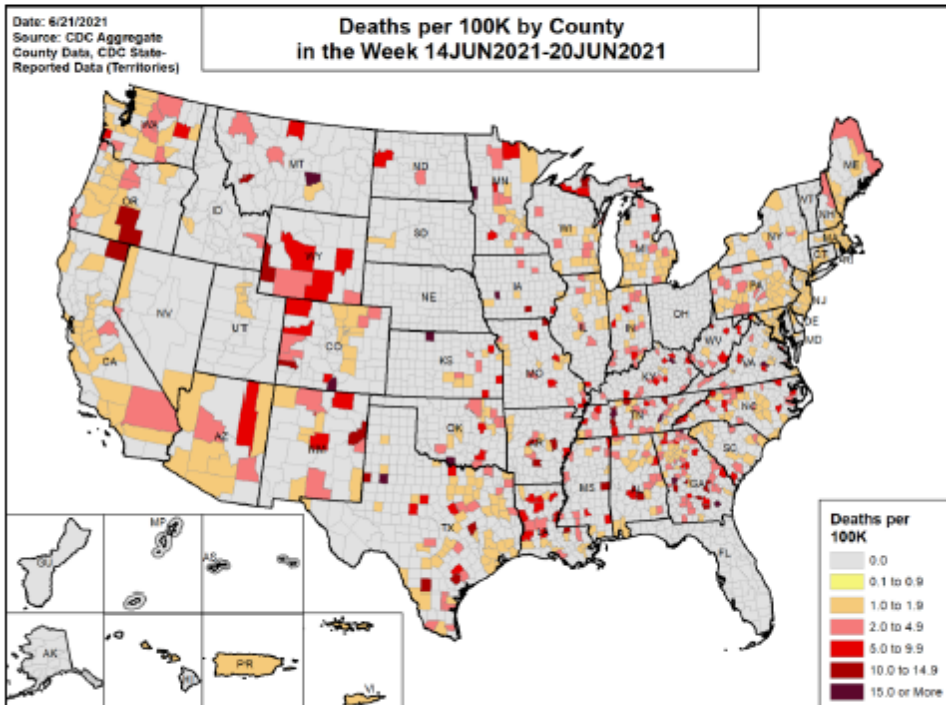 Date: 6/21/2021
Source: CDC Aggregate
County Data, CDC State-
Reported Data (Territories)
Deaths per 100K by County
in the Week 14JUN2021-20JUN2021
WA
MT
ND
MN
ME
OR
ID
WY
SD
WI
MI
NY
VT
NH
MA
CT
RI
NV
UT
CO
NE
IA
IL
IN
OH
PA
NJ
DE
MD
CA
KS
MO
KY
WV
VA
AZ
NM
OK
AR
TN
NC
SC
TX
LA
MS
AL
GA
FL
GU
MP
AS
AK
HI
PR
VI
Deaths per
100K
0.0
0.1 to 0.9
1.0 to 1.9
2.0 to 4.9
5.0 to 9.9
10.0 to 14.9
15.0 or More